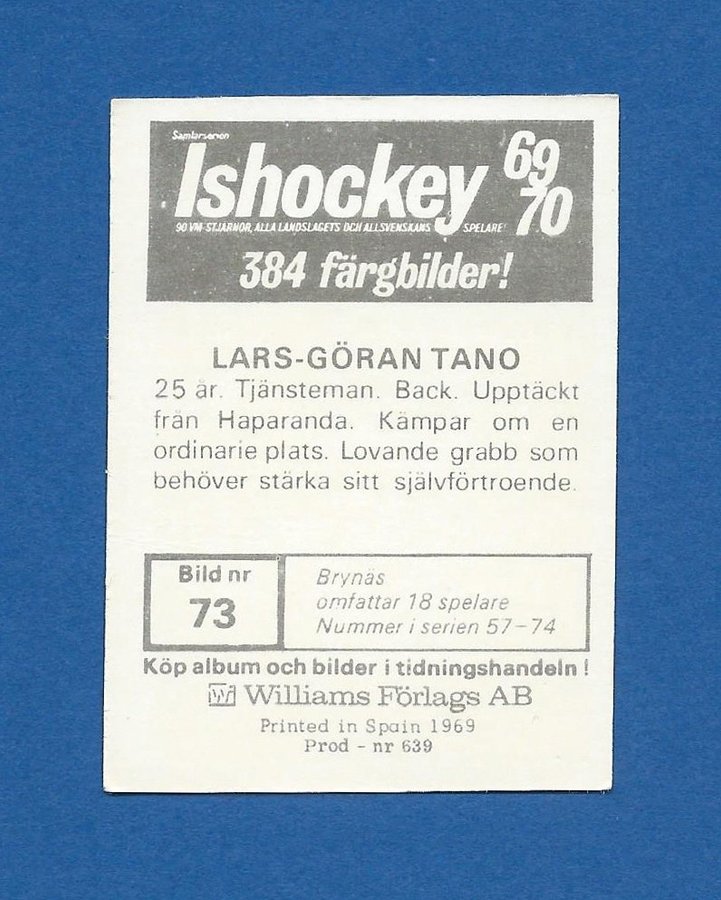 Samlarserien
Ishockey 69 70
90 VM-STJÄRNOR, ALLA LANDSLAGETS OCH ALLSVENSKANS SPELARE!
384 färgbilder!
LARS-GÖRAN TANO
25 år. Tjänsteman. Back. Upptäckt
från Haparanda. Kämpar om en
ordinarie plats. Lovande grabb som
behöver stärka sitt självförtroende.
Bild nr
73
Brynäs
omfattar 18 spelare
Nummer i serien 57-74
Köp album och bilder i tidningshandeln!
Wi Williams Förlags AB
Printed in Spain 1969
Prod - nr 639